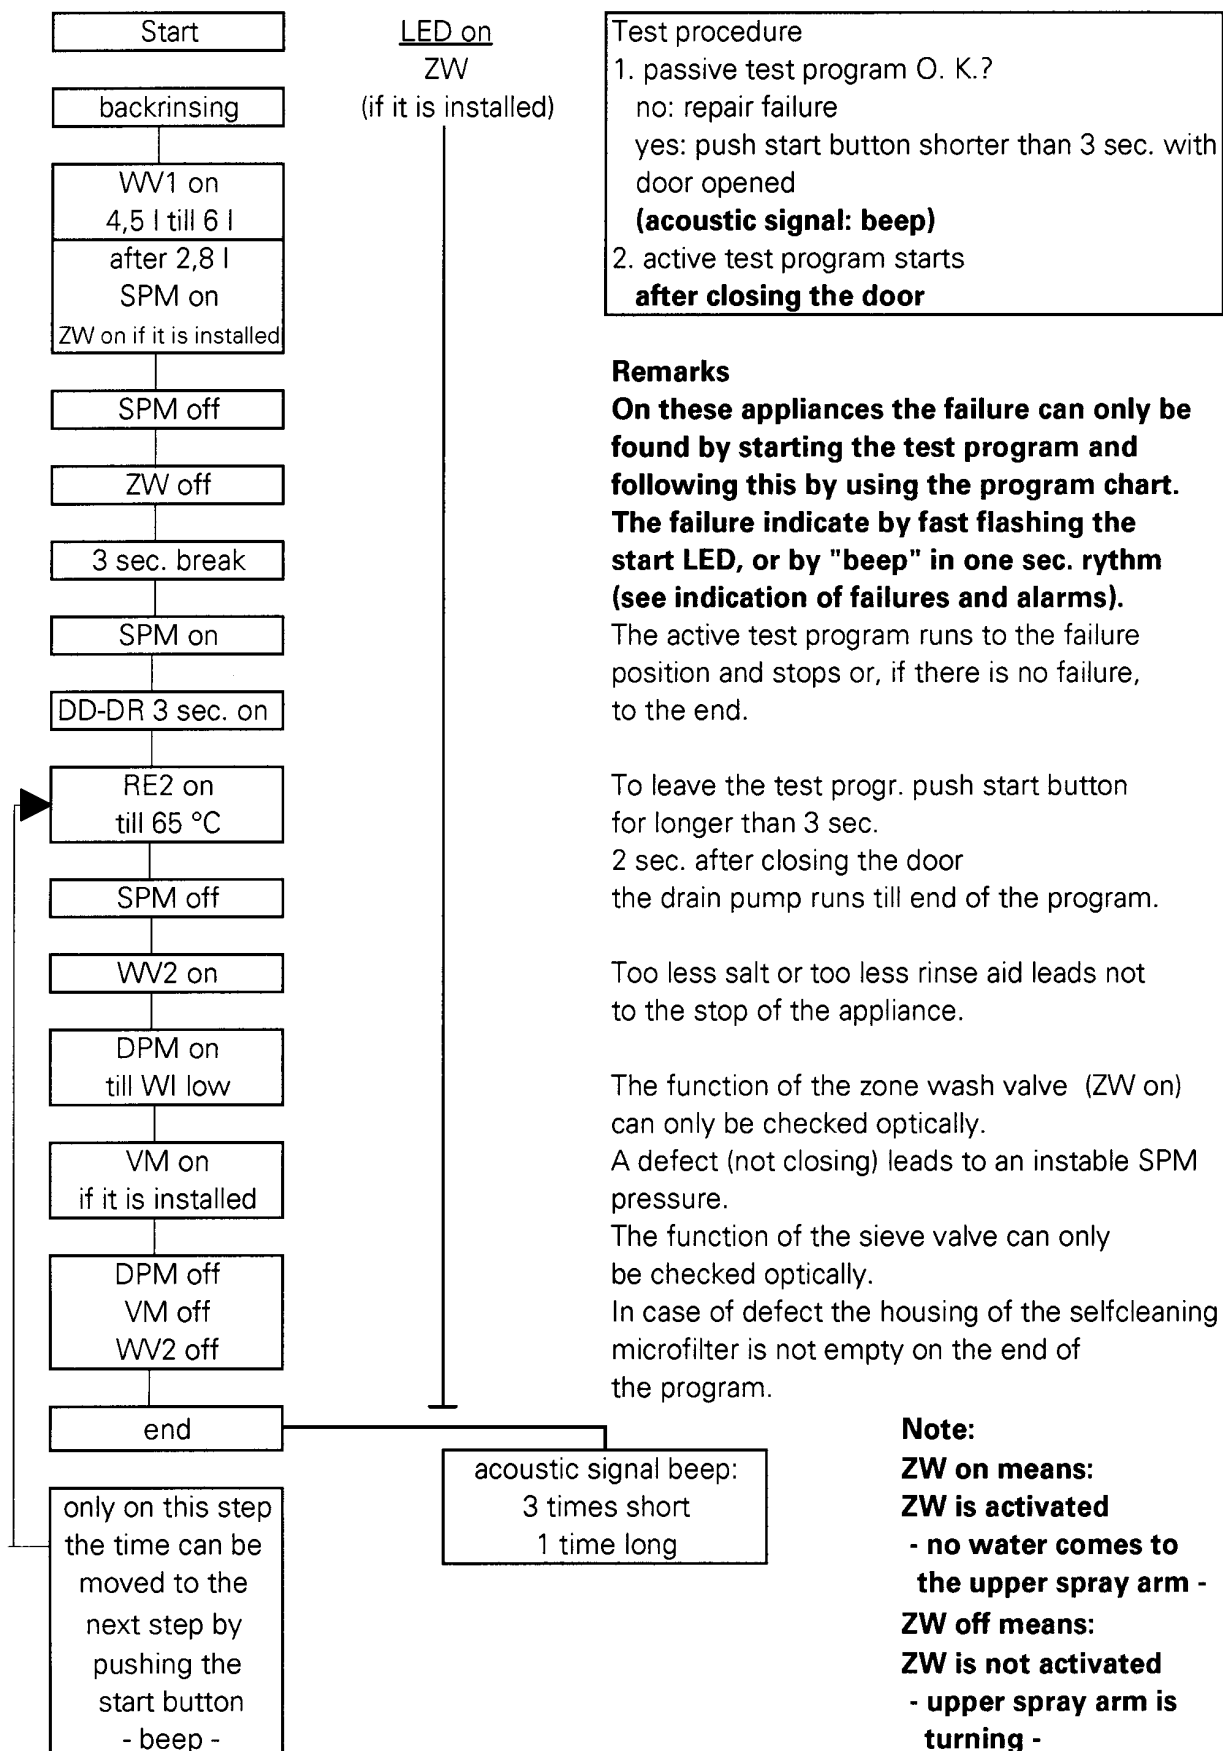 Start
backrinsing
WV1 on
4,5 l till 6 l
after 2,8 l
SPM on
ZW on if it is installed
SPM off
ZW off
3 sec. break
SPM on
DD-DR 3 sec. on
RE2 on
till 65 °C
SPM off
WV2 on
DPM on
till WI low
VM on
if it is installed
DPM off
VM off
WV2 off
end
only on this step
the time can be
moved to the
next step by
pushing the
start button
- beep -
LED on
ZW
(if it is installed)
acoustic signal beep:
3 times short
1 time long
Test procedure
1. passive test program O. K.?
no: repair failure
yes: push start button shorter than 3 sec. with
door opened
(acoustic signal: beep)
2. active test program starts
after closing the door
Remarks
On these appliances the failure can only be
found by starting the test program and
following this by using the program chart.
The failure indicate by fast flashing the
start LED, or by "beep" in one sec. rythm
(see indication of failures and alarms).
The active test program runs to the failure
position and stops or, if there is no failure,
to the end.
To leave the test progr. push start button
for longer than 3 sec.
2 sec. after closing the door
the drain pump runs till end of the program.
Too less salt or too less rinse aid leads not
to the stop of the appliance.
The function of the zone wash valve (ZW on)
can only be checked optically.
A defect (not closing) leads to an instable SPM
pressure.
The function of the sieve valve can only
be checked optically.
In case of defect the housing of the selfcleaning
microfilter is not empty on the end of
the program.
Note:
ZW on means:
ZW is activated
- no water comes to
the upper spray arm -
ZW off means:
ZW is not activated
- upper spray arm is
turning -